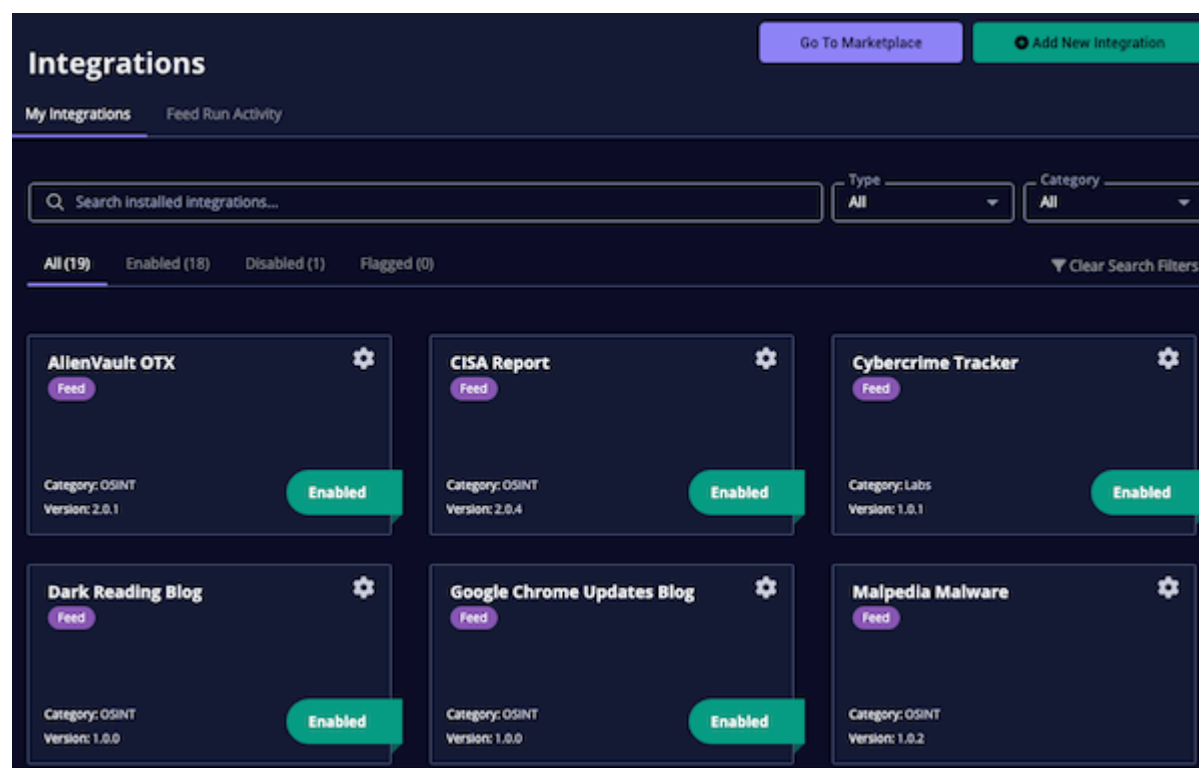 Go To Marketplace
Add New Integration
Integrations
My Integrations Feed Run Activity
Search installed integrations...
Type
All
Category
All
All (19) Enabled (18) Disabled (1) Flagged (0)
Clear Search Filters
AlienVault OTX
Feed
Category: OSINT
Version: 2.0.1
Enabled
CISA Report
Feed
Category: OSINT
Version: 2.0.4
Enabled
Cybercrime Tracker
Feed
Category: Labs
Version: 1.0.1
Enabled
Dark Reading Blog
Feed
Category: OSINT
Version: 1.0.0
Enabled
Google Chrome Updates Blog
Feed
Category: OSINT
Version: 1.0.0
Enabled
Malpedia Malware
Feed
Category: OSINT
Version: 1.0.2